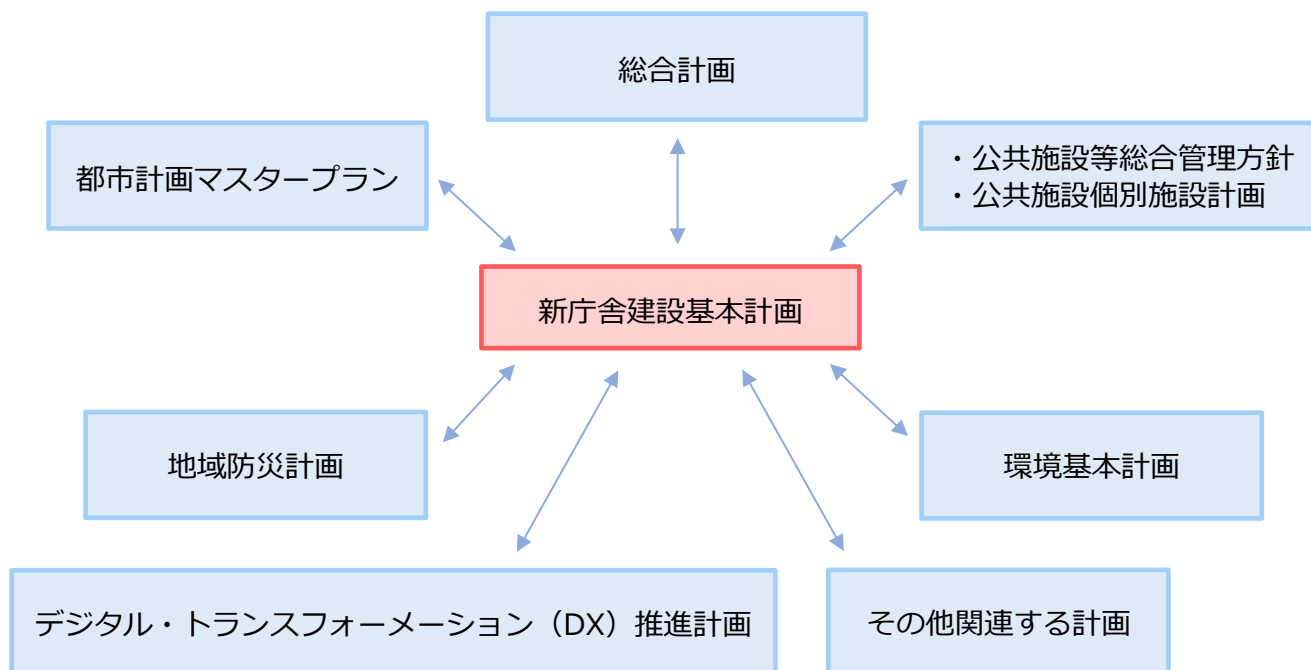 総合計画
都市計画マスタープラン
・公共施設等総合管理方針
・公共施設個別施設計画
新庁舎建設基本計画
地域防災計画
環境基本計画
デジタル・トランスフォーメーション（DX）推進計画
その他関連する計画